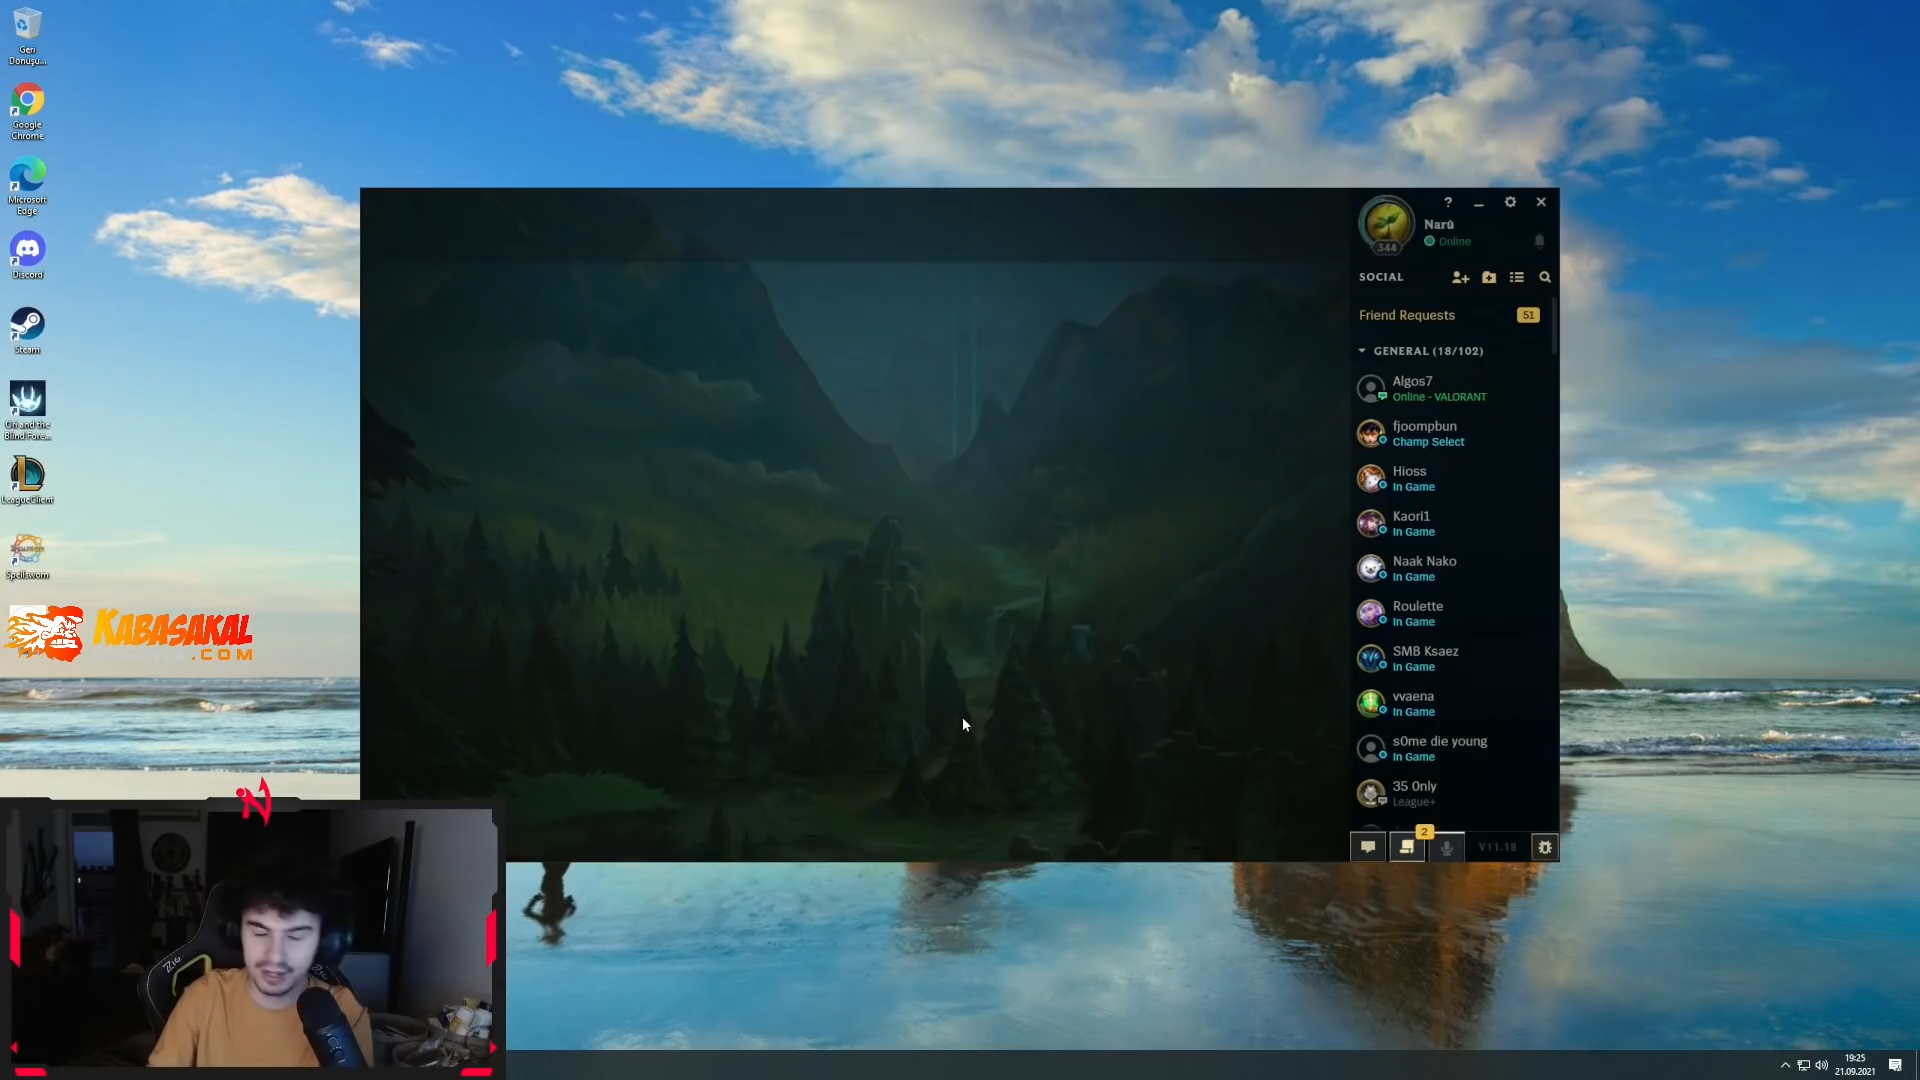 Geri
Dönüşü...
Google
Chrome
Microsoft
Edge
Discord
Steam
Ori and the
Blind Fore...
LeagueClient
Spellsworn
KABASAKAL
.COM
344
?
Narû
Online
SOCIAL
Friend Requests
51
GENERAL (18/102)
Algos7
Online - VALORANT
fjoompbun
Champ Select
Hioss
In Game
Kaori1
In Game
Naak Nako
In Game
Roulette
In Game
SMB Ksaez
In Game
vvaena
In Game
s0me die young
In Game
35 0nly
League+
2
V11.18
N
19:25
21.09.2021